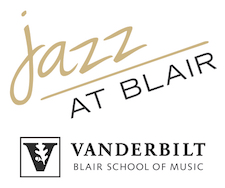 jazz
AT BLAIR
V VANDERBILT
BLAIR SCHOOL OF MUSIC